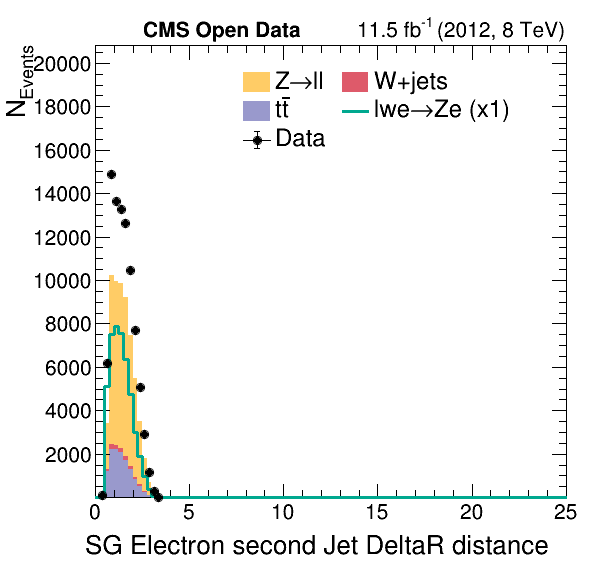 CMS Open Data 11.5 fb⁻¹ (2012, 8 TeV)
N_Events
Z→ll W+jets
tt̄ lwe→Ze (x1)
Data
20000
18000
16000
14000
12000
10000
8000
6000
4000
2000
0 5 10 15 20 25
SG Electron second Jet DeltaR distance